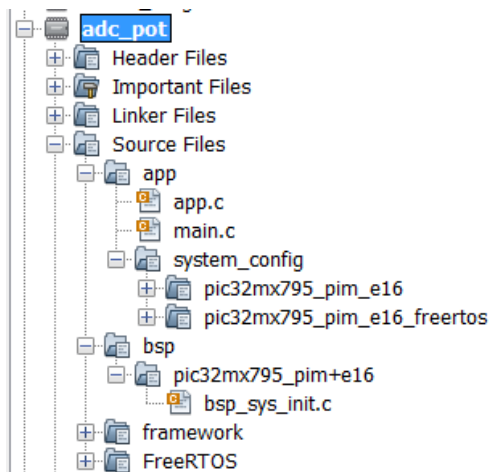 adc_pot
Header Files
Important Files
Linker Files
Source Files
app
app.c
main.c
system_config
pic32mx795_pim_e16
pic32mx795_pim_e16_freertos
bsp
pic32mx795_pim+e16
bsp_sys_init.c
framework
FreeRTOS